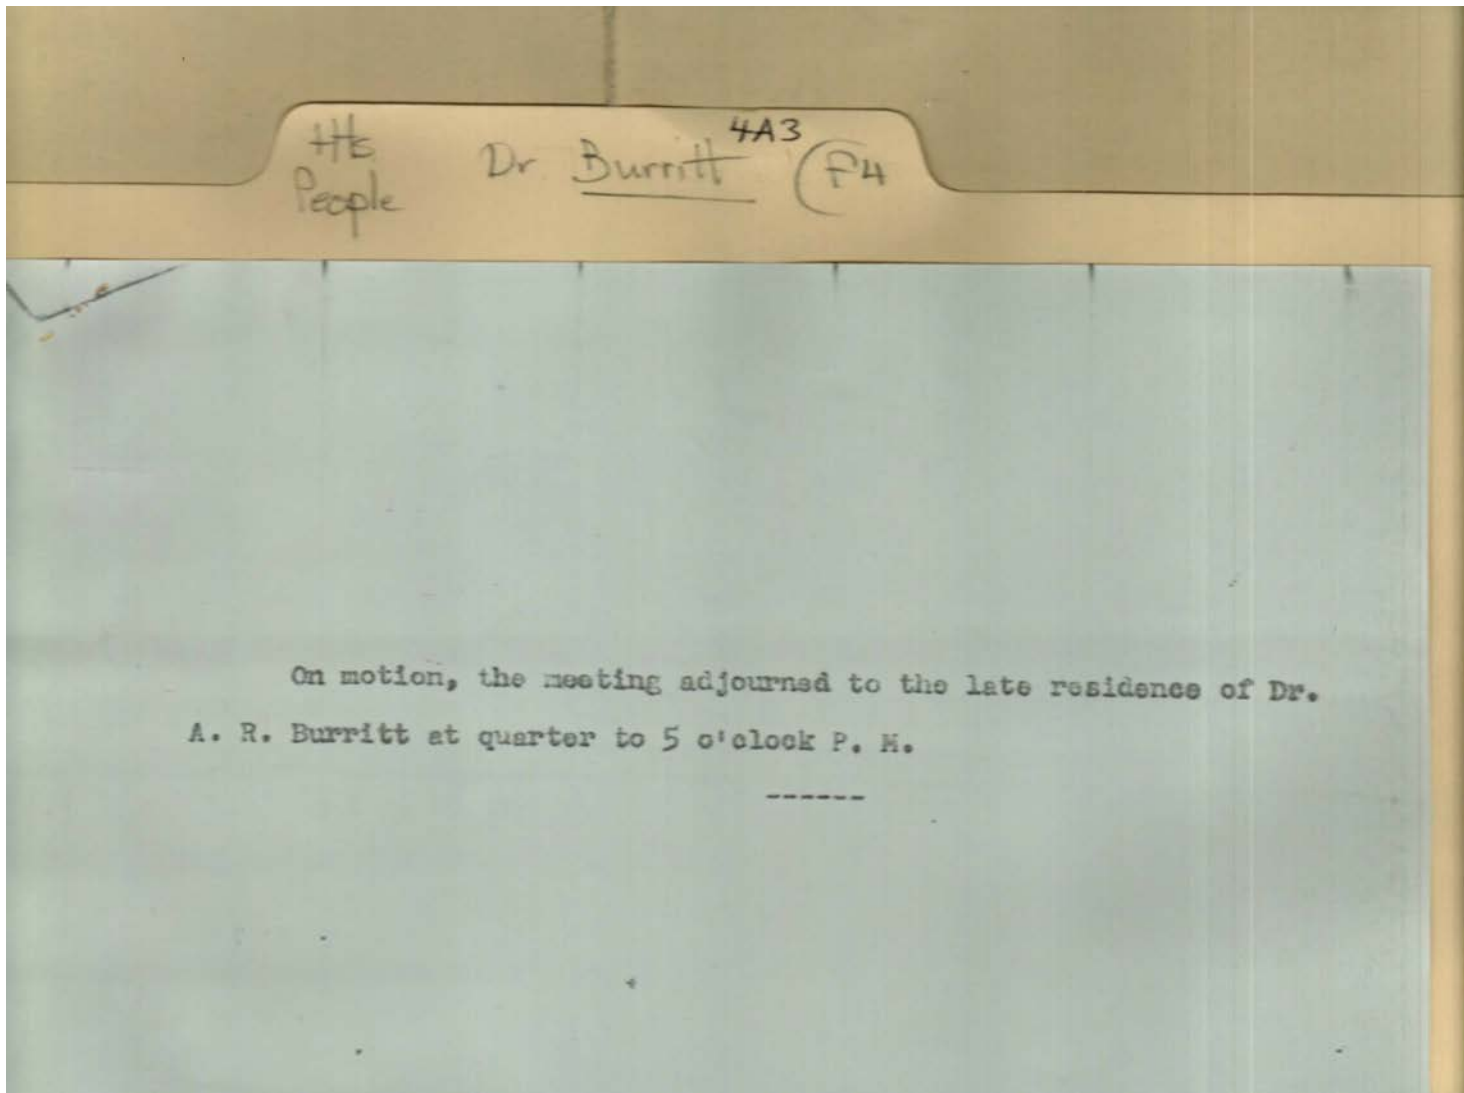 4A3
HHs Dr. Burritt (F4
People
On motion, the meeting adjourned to the late residence of Dr.
A. R. Burritt at quarter to 5 o'clock P. M.
------